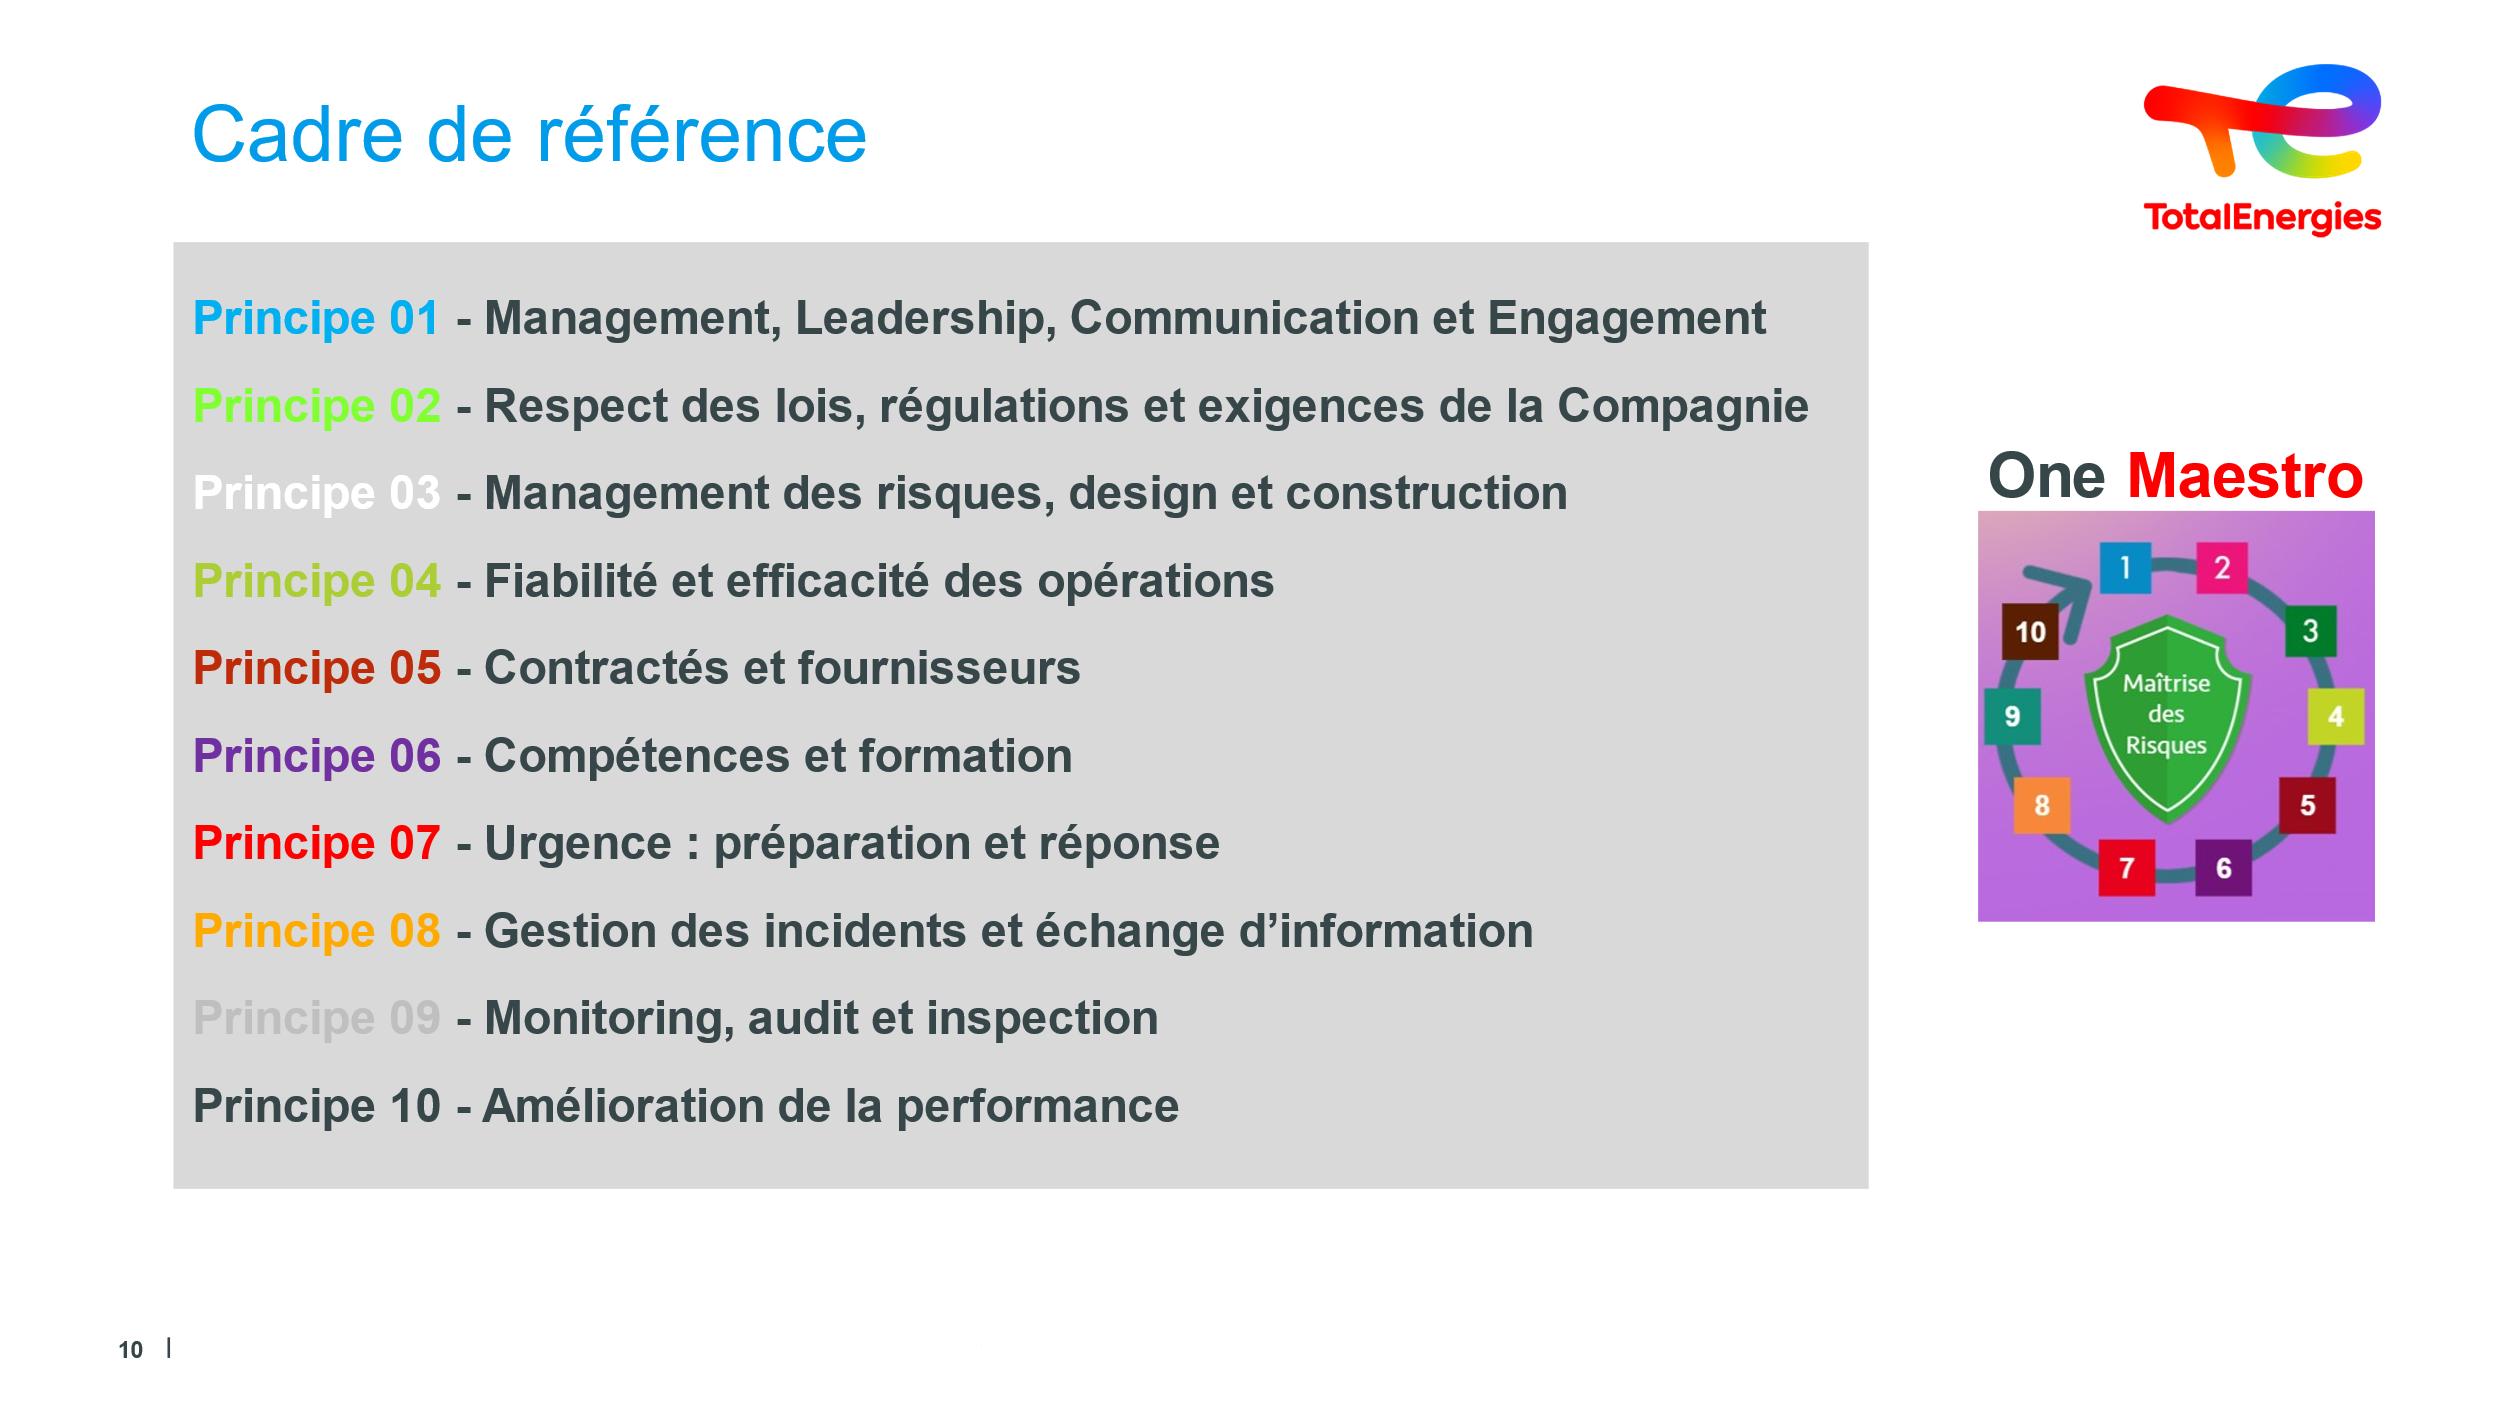 Cadre de référence
TotalEnergies
Principe 01 - Management, Leadership, Communication et Engagement
Principe 02 - Respect des lois, régulations et exigences de la Compagnie
Principe 03 - Management des risques, design et construction
Principe 04 - Fiabilité et efficacité des opérations
Principe 05 - Contractés et fournisseurs
Principe 06 - Compétences et formation
Principe 07 - Urgence : préparation et réponse
Principe 08 - Gestion des incidents et échange d’information
Principe 09 - Monitoring, audit et inspection
Principe 10 - Amélioration de la performance
One Maestro
1
2
3
4
5
6
7
8
9
10
Maîtrise
des
Risques
10 |